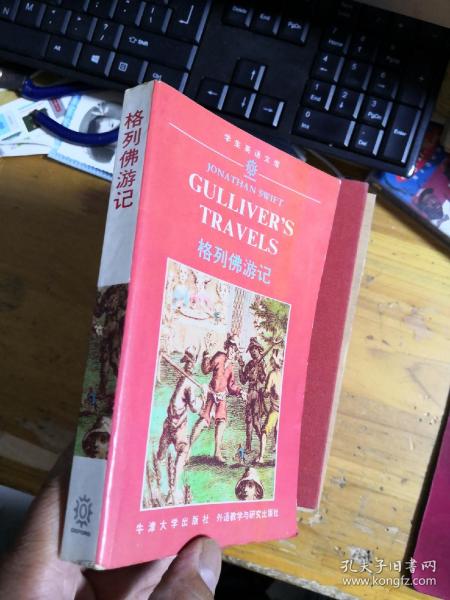 格列佛游记
OXFORD
学生英语文库
JONATHAN SWIFT
GULLIVER'S
TRAVELS
格列佛游记
牛津大学出版社 外语教学与研究出版社
孔夫子旧书网
www.kongfz.com